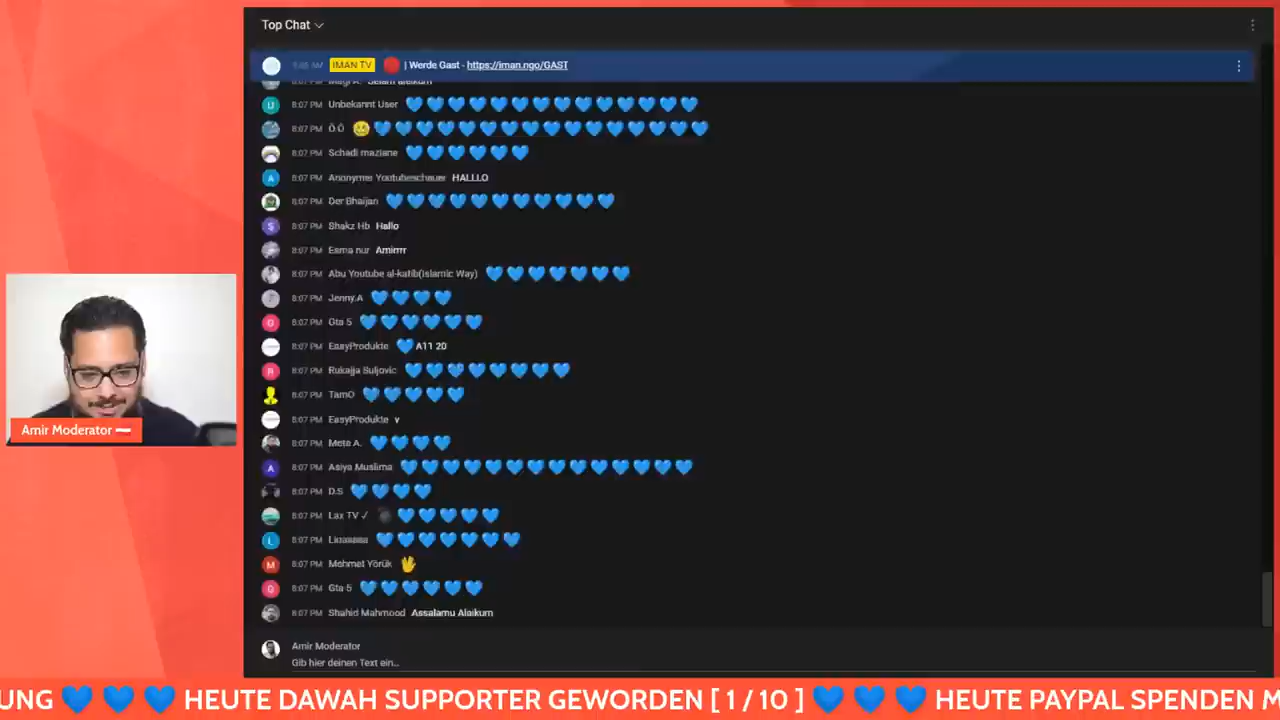 Top Chat
IMAN TV | Werde Gast - https://iman.ngo/GAST
8:07 PM Unbekannt User 💙💙💙💙💙💙💙💙💙💙💙💙💙💙
8:07 PM Ö.Ö 💙💙💙💙💙💙💙💙💙💙💙💙💙💙💙💙
8:07 PM Schadi maziane 💙💙💙💙💙💙
8:07 PM Anonymer Youtubeschauer HALLLO
8:07 PM Der Bhaijan 💙💙💙💙💙💙💙💙💙💙💙
8:07 PM Shakz Hb Hallo
8:07 PM Esma nur Amirrr
8:07 PM Abu Youtube al-katib(Islamic Way) 💙💙💙💙💙💙💙
8:07 PM Jenny.A 💙💙💙💙
8:07 PM Gta 5 💙💙💙💙💙💙
8:07 PM EasyProdukte 💙A11 20
8:07 PM Rukajja Suljovic 💙💙💙💙💙💙💙💙
8:07 PM TamO 💙💙💙💙💙
8:07 PM EasyProdukte v
8:07 PM Mete A. 💙💙💙💙
8:07 PM Asiya Muslima 💙💙💙💙💙💙💙💙💙💙💙💙💙💙
8:07 PM D.S 💙💙💙💙
8:07 PM Lax TV ✓ 💙💙💙💙💙
8:07 PM 💙💙💙💙💙💙💙
8:07 PM Mehmet Yörük 🖖
8:07 PM Gta 5 💙💙💙💙💙💙
8:07 PM Shahid Mahmood Assalamu Alaikum
Amir Moderator
Gib hier deinen Text ein...
Amir Moderator
UNG 💙 💙 💙 HEUTE DAWAH SUPPORTER GEWORDEN [ 1 / 10 ] 💙 💙 💙 HEUTE PAYPAL SPENDEN M